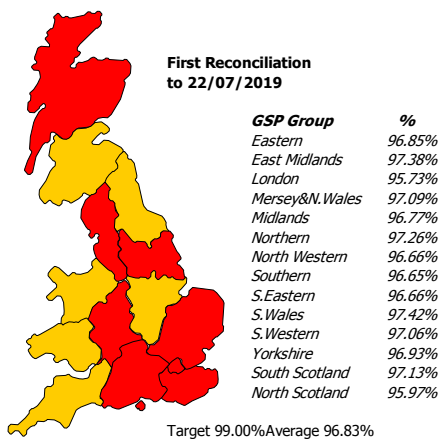 First Reconciliation
to 22/07/2019
GSP Group %
Eastern 96.85%
East Midlands 97.38%
London 95.73%
Mersey&N.Wales 97.09%
Midlands 96.77%
Northern 97.26%
North Western 96.66%
Southern 96.65%
S.Eastern 96.66%
S.Wales 97.42%
S.Western 97.06%
Yorkshire 96.93%
South Scotland 97.13%
North Scotland 95.97%
Target 99.00%Average 96.83%